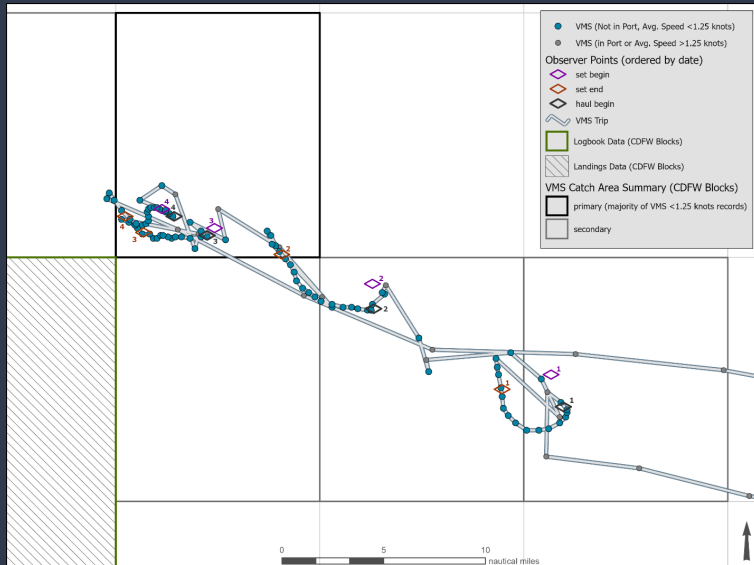 VMS (Not in Port, Avg. Speed <1.25 knots)
VMS (in Port or Avg. Speed >1.25 knots)
Observer Points (ordered by date)
set begin
set end
haul begin
VMS Trip
Logbook Data (CDFW Blocks)
Landings Data (CDFW Blocks)
VMS Catch Area Summary (CDFW Blocks)
primary (majority of VMS <1.25 knots records)
secondary
4
4
4
3
3
3
2
2
2
1
1
1
0 5 10
nautical miles